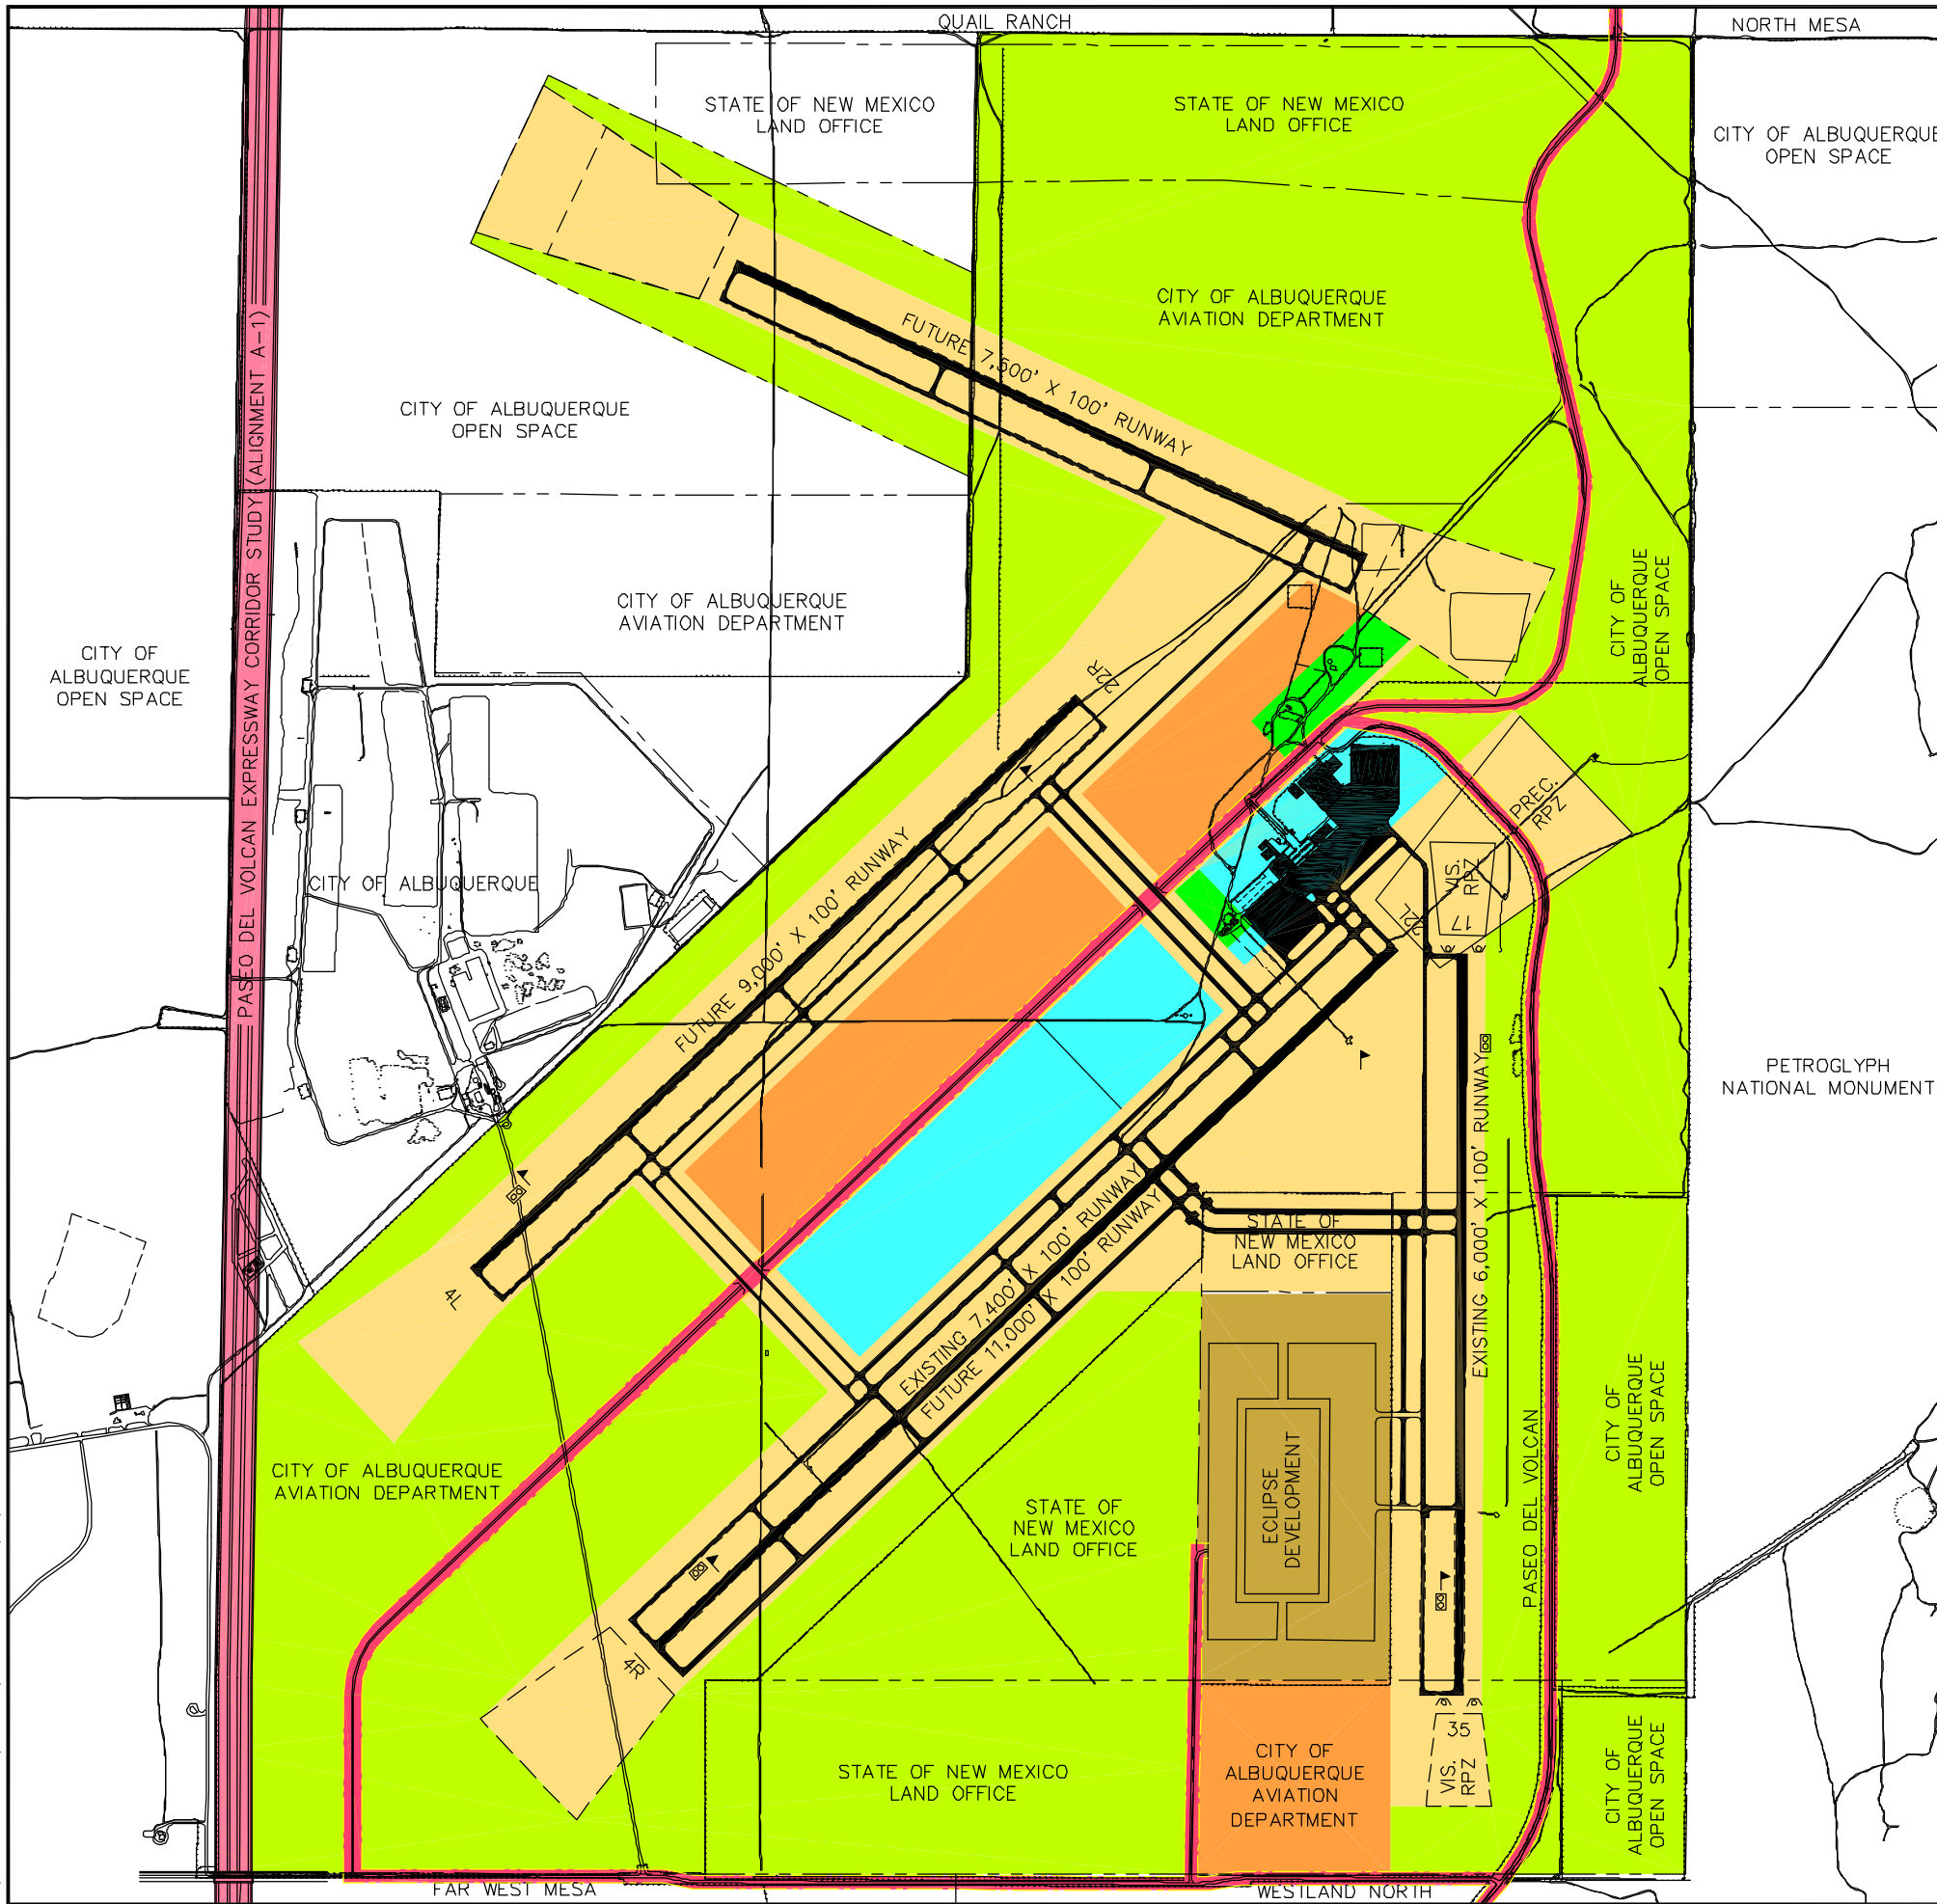 QUAIL RANCH
NORTH MESA
STATE OF NEW MEXICO
LAND OFFICE
STATE OF NEW MEXICO
LAND OFFICE
CITY OF ALBUQUERQUE
OPEN SPACE
CITY OF ALBUQUERQUE
AVIATION DEPARTMENT
FUTURE 7,500' X 100' RUNWAY
PASEO DEL VOLCAN EXPRESSWAY CORRIDOR STUDY (ALIGNMENT A-1)
CITY OF ALBUQUERQUE
OPEN SPACE
CITY OF
ALBUQUERQUE
OPEN SPACE
CITY OF ALBUQUERQUE
AVIATION DEPARTMENT
CITY OF
ALBUQUERQUE
OPEN SPACE
22R
PREC.
RPZ
VIS.
RPZ
17
22L
CITY OF ALBUQUERQUE
FUTURE 9,000' X 100' RUNWAY
PETROGLYPH
NATIONAL MONUMENT
EXISTING 6,000' X 100' RUNWAY
STATE OF
NEW MEXICO
LAND OFFICE
4L
EXISTING 7,400' X 100' RUNWAY
FUTURE 11,000' X 100' RUNWAY
CITY OF
ALBUQUERQUE
OPEN SPACE
CITY OF ALBUQUERQUE
AVIATION DEPARTMENT
STATE OF
NEW MEXICO
LAND OFFICE
ECLIPSE
DEVELOPMENT
PASEO DEL VOLCAN
4R
35
VIS.
RPZ
STATE OF NEW MEXICO
LAND OFFICE
CITY OF
ALBUQUERQUE
AVIATION
DEPARTMENT
CITY OF
ALBUQUERQUE
OPEN SPACE
FAR WEST MESA
WESTLAND NORTH